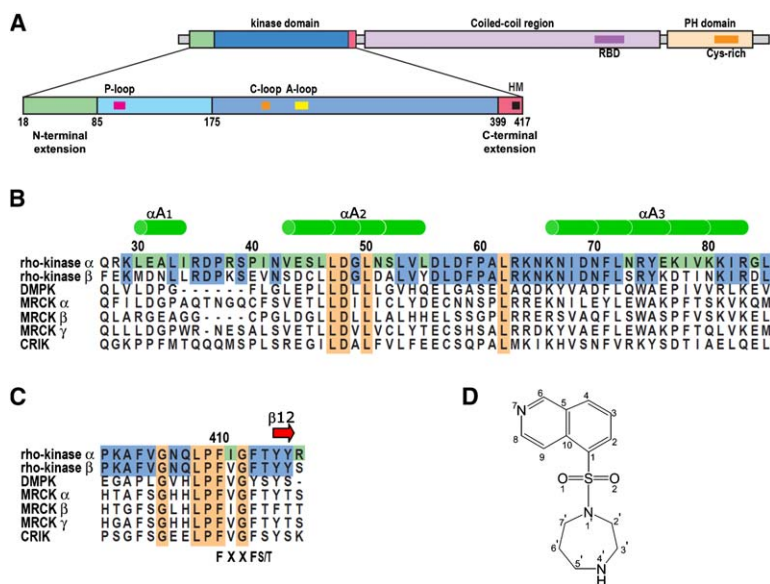 A
kinase domain
Coiled-coil region
PH domain
RBD
Cys-rich
P-loop
C-loop
A-loop
HM
18
85
175
399
417
N-terminal
extension
C-terminal
extension
B
αA1
αA2
αA3
30 40 50 60 70 80
rho-kinase α QRKLEALIRDPRSPINVESLLDGLNSLVLDLDFPALRKNKNIDNFLNRYEKIVKKIRGL
rho-kinase β FEKMDNLLRDPKSEVNSDCLLDGLDALVYDLDFPALRKNKNIDNFLSRYKDTINKIRDL
DMPK QVLVLDPG-----FLGLEPLLDLLLGVHQELGASELAQDKYVADFLQWAEPIVVRLKEV
MRCK α QFILDGPAQTNGQCFSVETLLDILICLYDECNNSPLRREKNILEYLEWAKPFTSKVKQM
MRCK β QLARGEAGG----CPGLDGLLDLLLALHHELSSGPLRRERSVAQFLSWASPFVSRVKEL
MRCK γ QLLLDGPWR-NESALSVETLLDVLVCLYTECSHSALRRDKYVAEFLEWAKPFTQLVKEM
CRIK QGKPPFMTQQQMSPLSREGILDALFVLFEECSQPALMKIKHVSNFVRKYSDTIAELQEL
C
β12
410
rho-kinase α PKAFVGNQLPFIGFTYYR
rho-kinase β PKAFVGNQLPFVGFTYYS
DMPK EGAPLGVHLPFVGFYSYS-
MRCK α HTAFSGHHLPFVGFTYTS
MRCK β HTGFSGLHLPFIGFTFTT
MRCK γ HGAFSGHHLPFVGFTYTS
CRIK PSGFSGEELPFVGFSYSK
F X X F S/T
D
6
4
7
N
5
3
8
10
2
9
1
O
1
S
O
2
N
1'
7'
2'
6'
3'
5'
4'
N
H